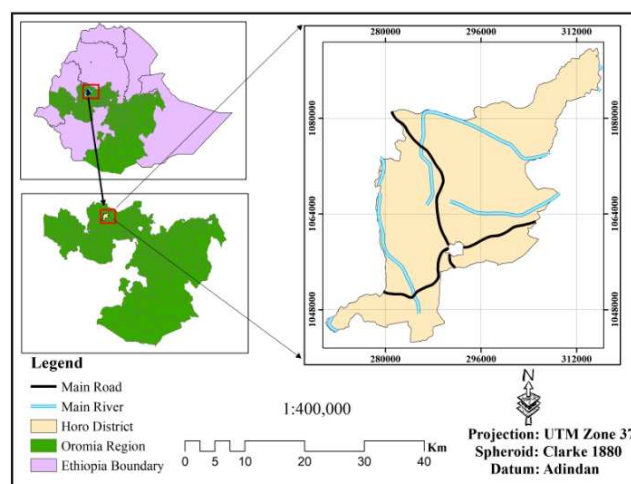 280000 296000 312000
1080000
1064000
1048000
280000 296000 312000
1080000
1064000
1048000
Legend
Main Road
Main River
Horo District
Oromia Region
Ethiopia Boundary
1:400,000
Km
0 5 10 20 30 40
N
Projection: UTM Zone 37
Spheroid: Clarke 1880
Datum: Adindan